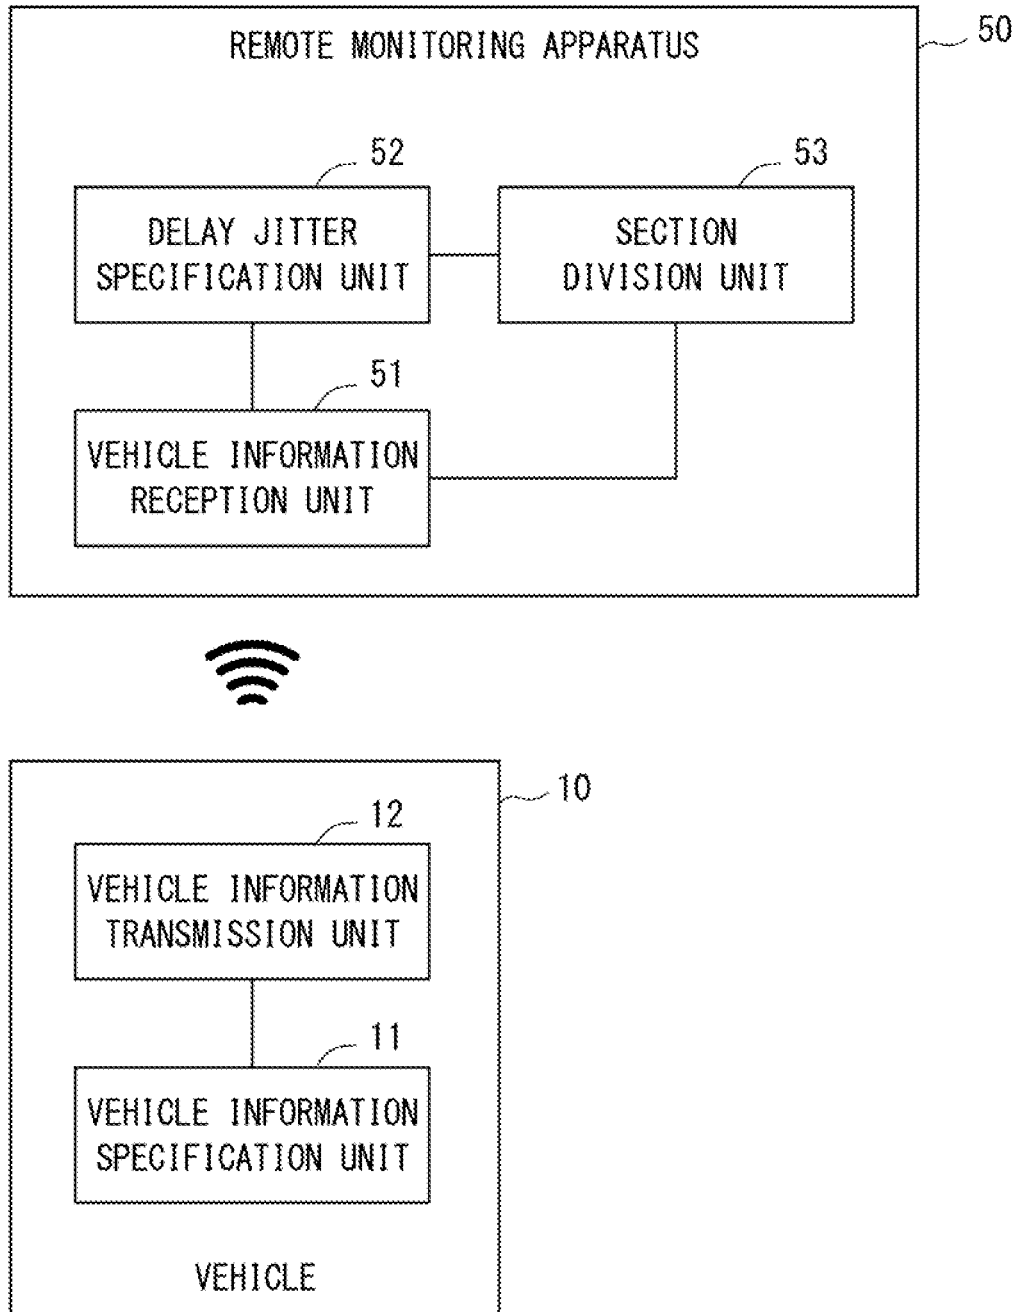 REMOTE MONITORING APPARATUS
50
52
53
DELAY JITTER
SPECIFICATION UNIT
SECTION
DIVISION UNIT
51
VEHICLE INFORMATION
RECEPTION UNIT
10
12
VEHICLE INFORMATION
TRANSMISSION UNIT
11
VEHICLE INFORMATION
SPECIFICATION UNIT
VEHICLE